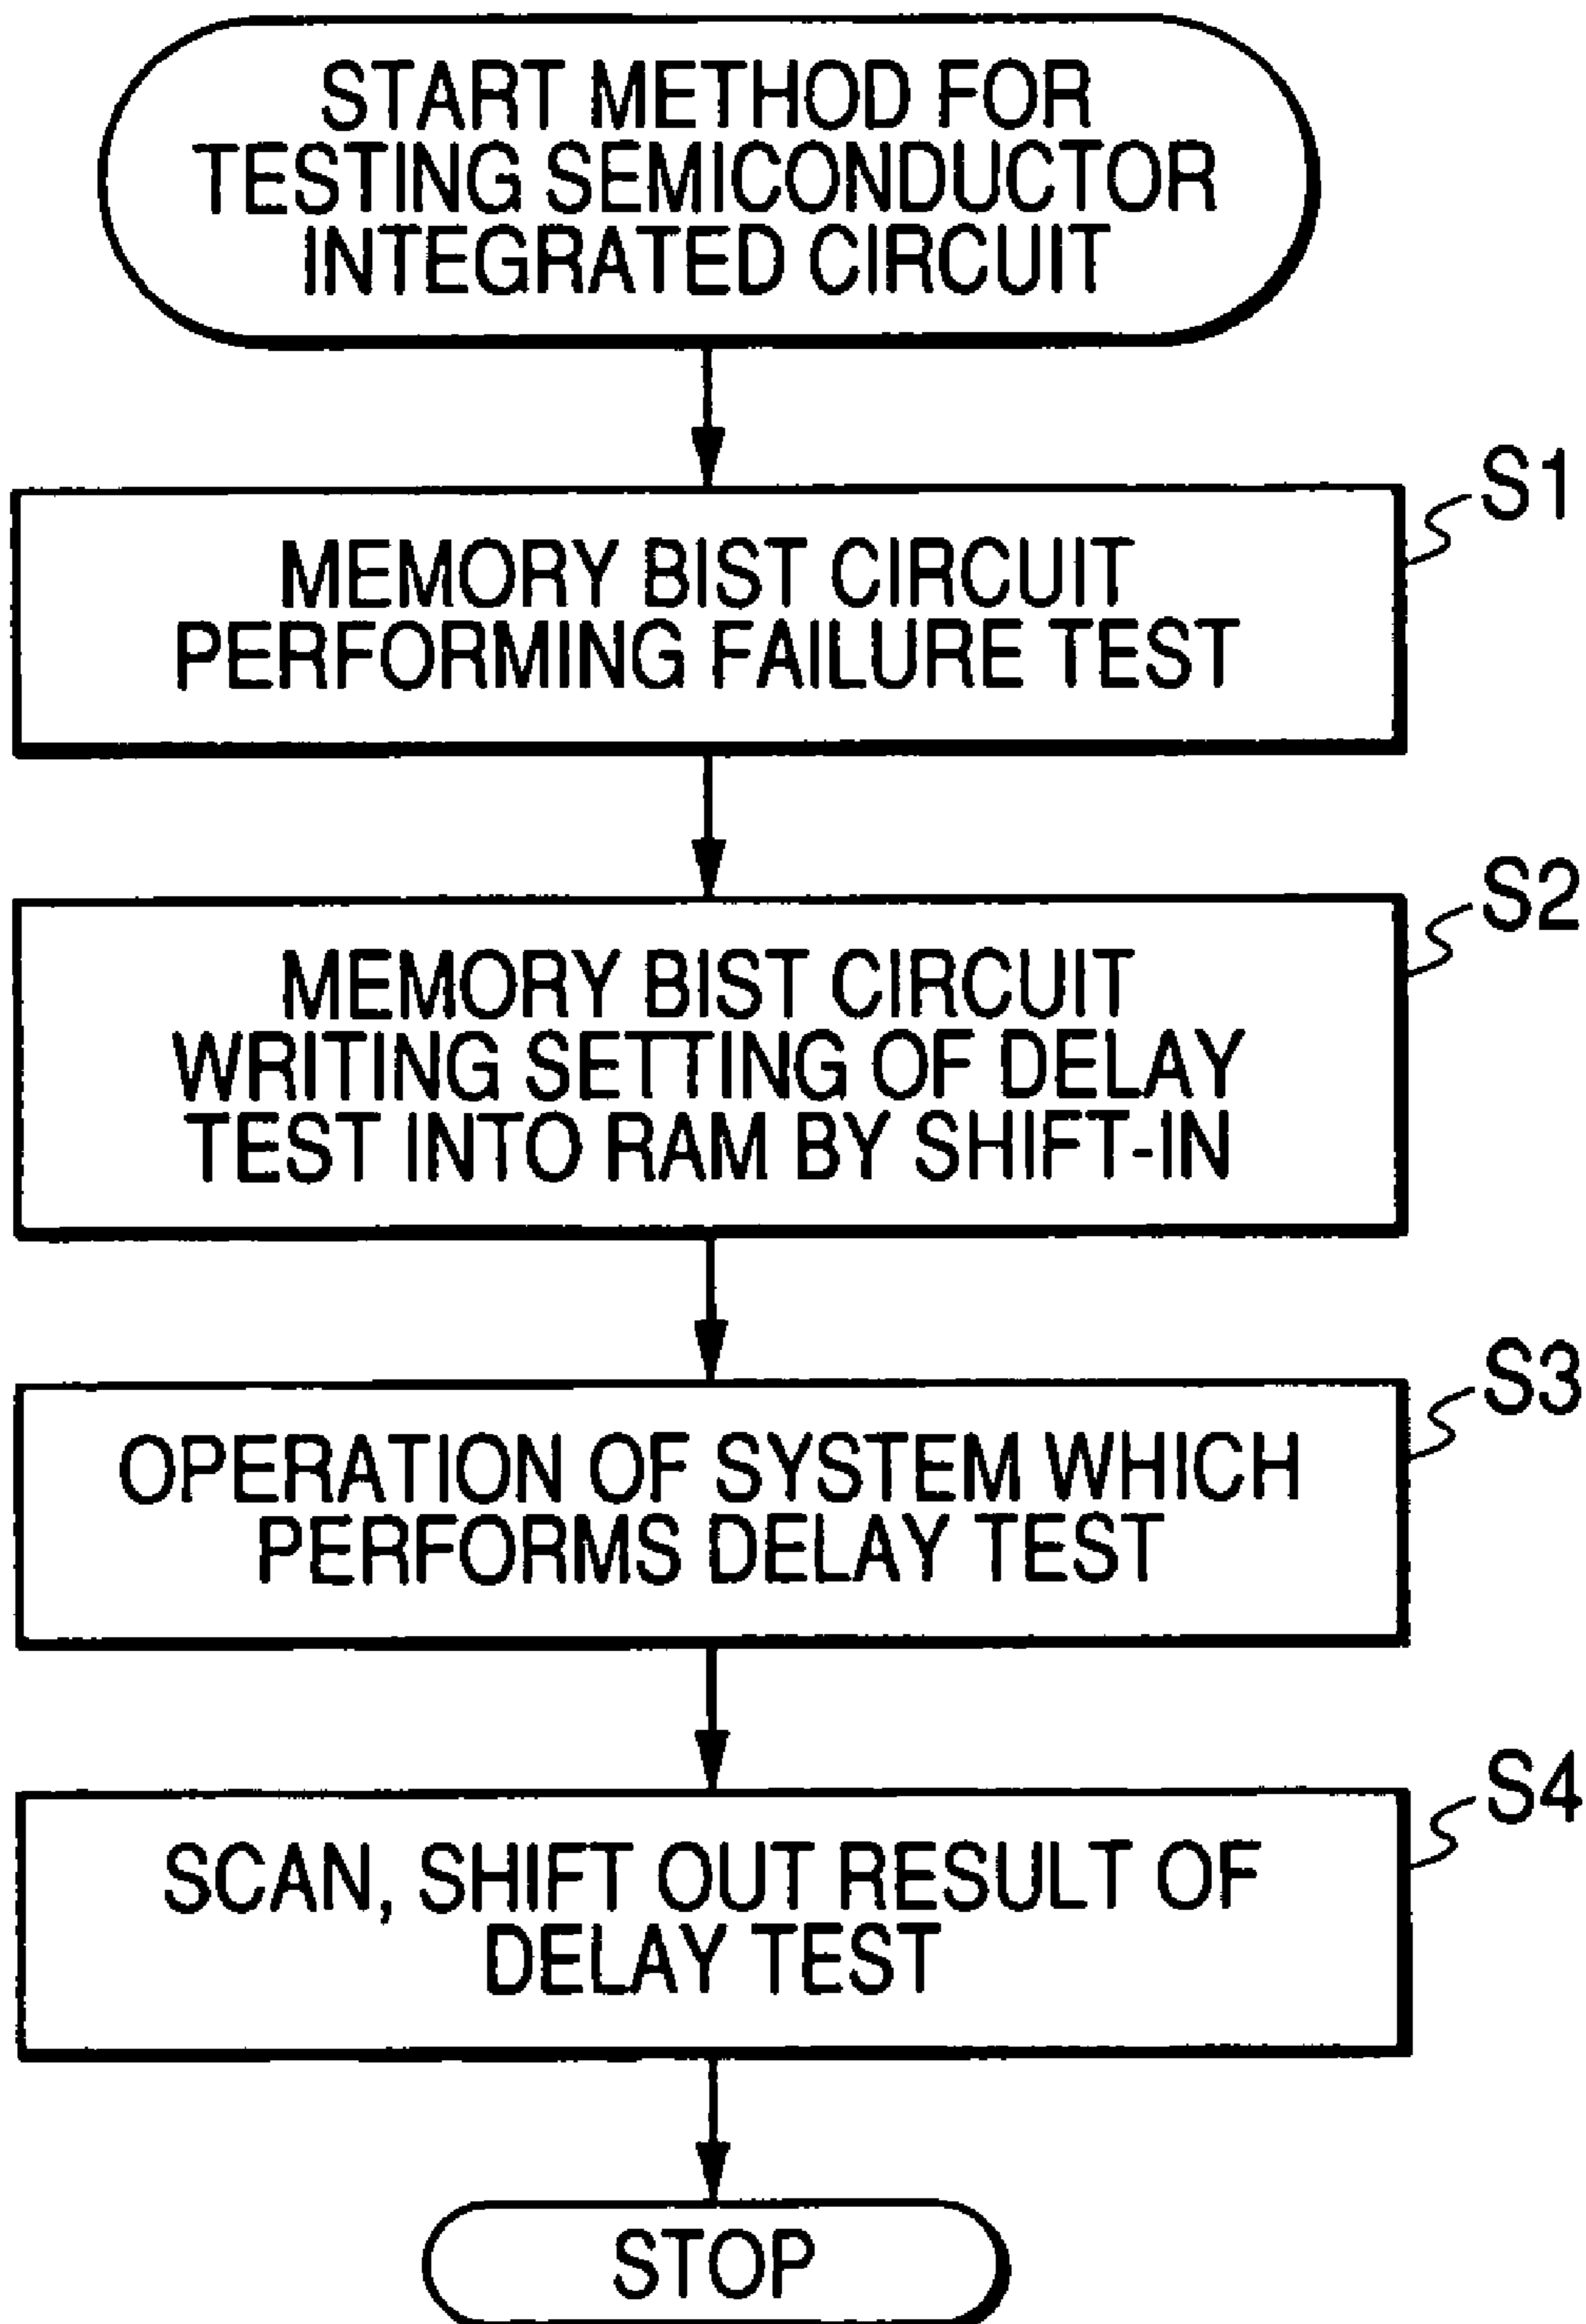 START METHOD FOR
TESTING SEMICONDUCTOR
INTEGRATED CIRCUIT
S1
MEMORY BIST CIRCUIT
PERFORMING FAILURE TEST
S2
MEMORY BIST CIRCUIT
WRITING SETTING OF DELAY
TEST INTO RAM BY SHIFT-IN
S3
OPERATION OF SYSTEM WHICH
PERFORMS DELAY TEST
S4
SCAN, SHIFT OUT RESULT OF
DELAY TEST
STOP